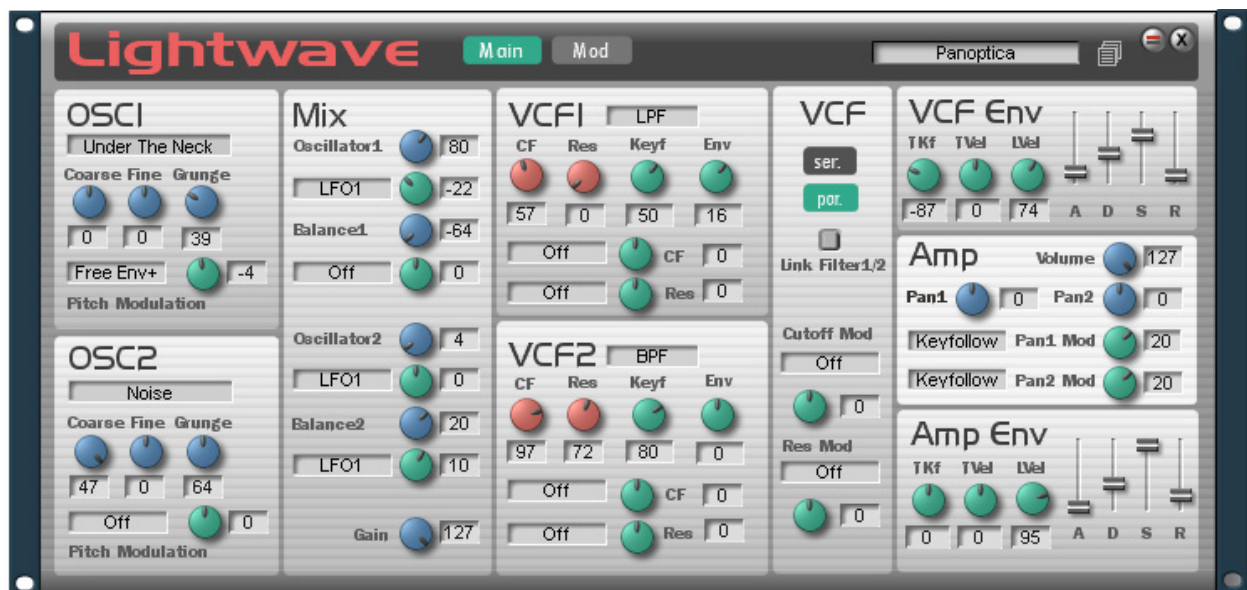 Lightwave
Main
Mod
Panoptica
X
OSC1
Under The Neck
Coarse Fine Grunge
0 0 39
Free Env+ -4
Pitch Modulation
OSC2
Noise
Coarse Fine Grunge
47 0 64
Off 0
Pitch Modulation
Mix
Oscillator1 80
LFO1 -22
Balance1 -64
Off 0
Oscillator2 4
LFO1 0
Balance2 20
LFO1 10
Gain 127
VCF1 LPF
CF Res Keyf Env
57 0 50 16
Off CF 0
Off Res 0
VCF2 BPF
CF Res Keyf Env
97 72 80 0
Off CF 0
Off Res 0
VCF
ser.
par.
Link Filter1/2
Cutoff Mod
Off
0
Res Mod
Off
0
VCF Env
TKf TVel LVel
-87 0 74 A D S R
Amp Volume 127
Pan1 0 Pan2 0
Keyfollow Pan1 Mod 20
Keyfollow Pan2 Mod 20
Amp Env
TKf TVel LVel
0 0 95 A D S R